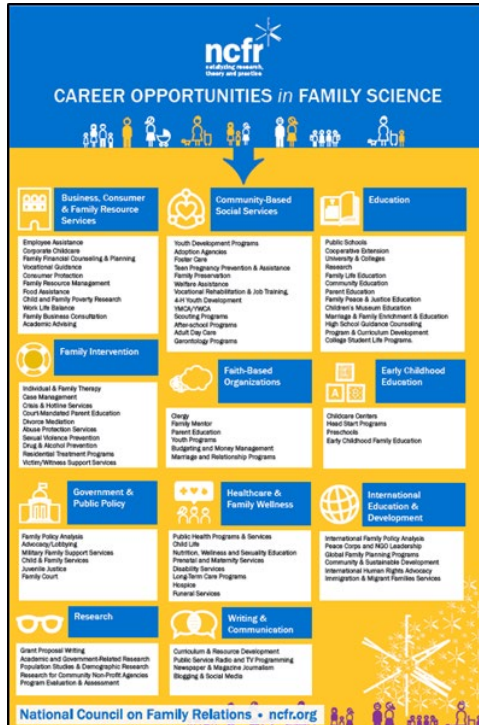 ncfr
catalyzing research,
theory and practice
CAREER OPPORTUNITIES in FAMILY SCIENCE
Business, Consumer
& Family Resource
Services
Employee Assistance
Corporate Childcare
Family Financial Counseling & Planning
Vocational Guidance
Consumer Protection
Family Resource Management
Food Assistance
Child and Family Poverty Research
Work Life Balance
Family Business Consultation
Academic Advising
Community-Based
Social Services
Youth Development Programs
Adoption Agencies
Foster Care
Teen Pregnancy Prevention & Assistance
Family Preservation
Welfare Assistance
Vocational Rehabilitation & Job Training,
4-H Youth Development
YMCA/YWCA
Scouting Programs
After-school Programs
Adult Day Care
Gerontology Programs
Education
Public Schools
Cooperative Extension
University & Colleges
Research
Family Life Education
Community Education
Parent Education
Family Peace & Justice Education
Children's Museum Education
Marriage & Family Enrichment & Education
High School Guidance Counseling
Program & Curriculum Development
College Student Life Programs.
Family Intervention
Individual & Family Therapy
Case Management
Crisis & Hotline Services
Court-Mandated Parent Education
Divorce Mediation
Abuse Protection Services
Sexual Violence Prevention
Drug & Alcohol Prevention
Residential Treatment Programs
Victim/Witness Support Services
Faith-Based
Organizations
Clergy
Family Mentor
Parent Education
Youth Programs
Budgeting and Money Management
Marriage and Relationship Programs
A
B
Early Childhood
Education
Childcare Centers
Head Start Programs
Preschools
Early Childhood Family Education
Government &
Public Policy
Family Policy Analysis
Advocacy/Lobbying
Military Family Support Services
Child & Family Services
Juvenile Justice
Family Court
Healthcare &
Family Wellness
Public Health Programs & Services
Child Life
Nutrition, Wellness and Sexuality Education
Prenatal and Maternity Services
Disability Services
Long-Term Care Programs
Hospice
Funeral Services
International
Education &
Development
International Family Policy Analysis
Peace Corps and NGO Leadership
Global Family Planning Programs
Community & Sustainable Development
International Human Rights Advocacy
Immigration & Migrant Families Services
Research
Grant Proposal Writing
Academic and Government-Related Research
Population Studies & Demographic Research
Research for Community Non-Profit Agencies
Program Evaluation & Assessment
Writing &
Communication
Curriculum & Resource Development
Public Service Radio and TV Programming
Newspaper & Magazine Journalism
Blogging & Social Media
National Council on Family Relations • ncfr.org